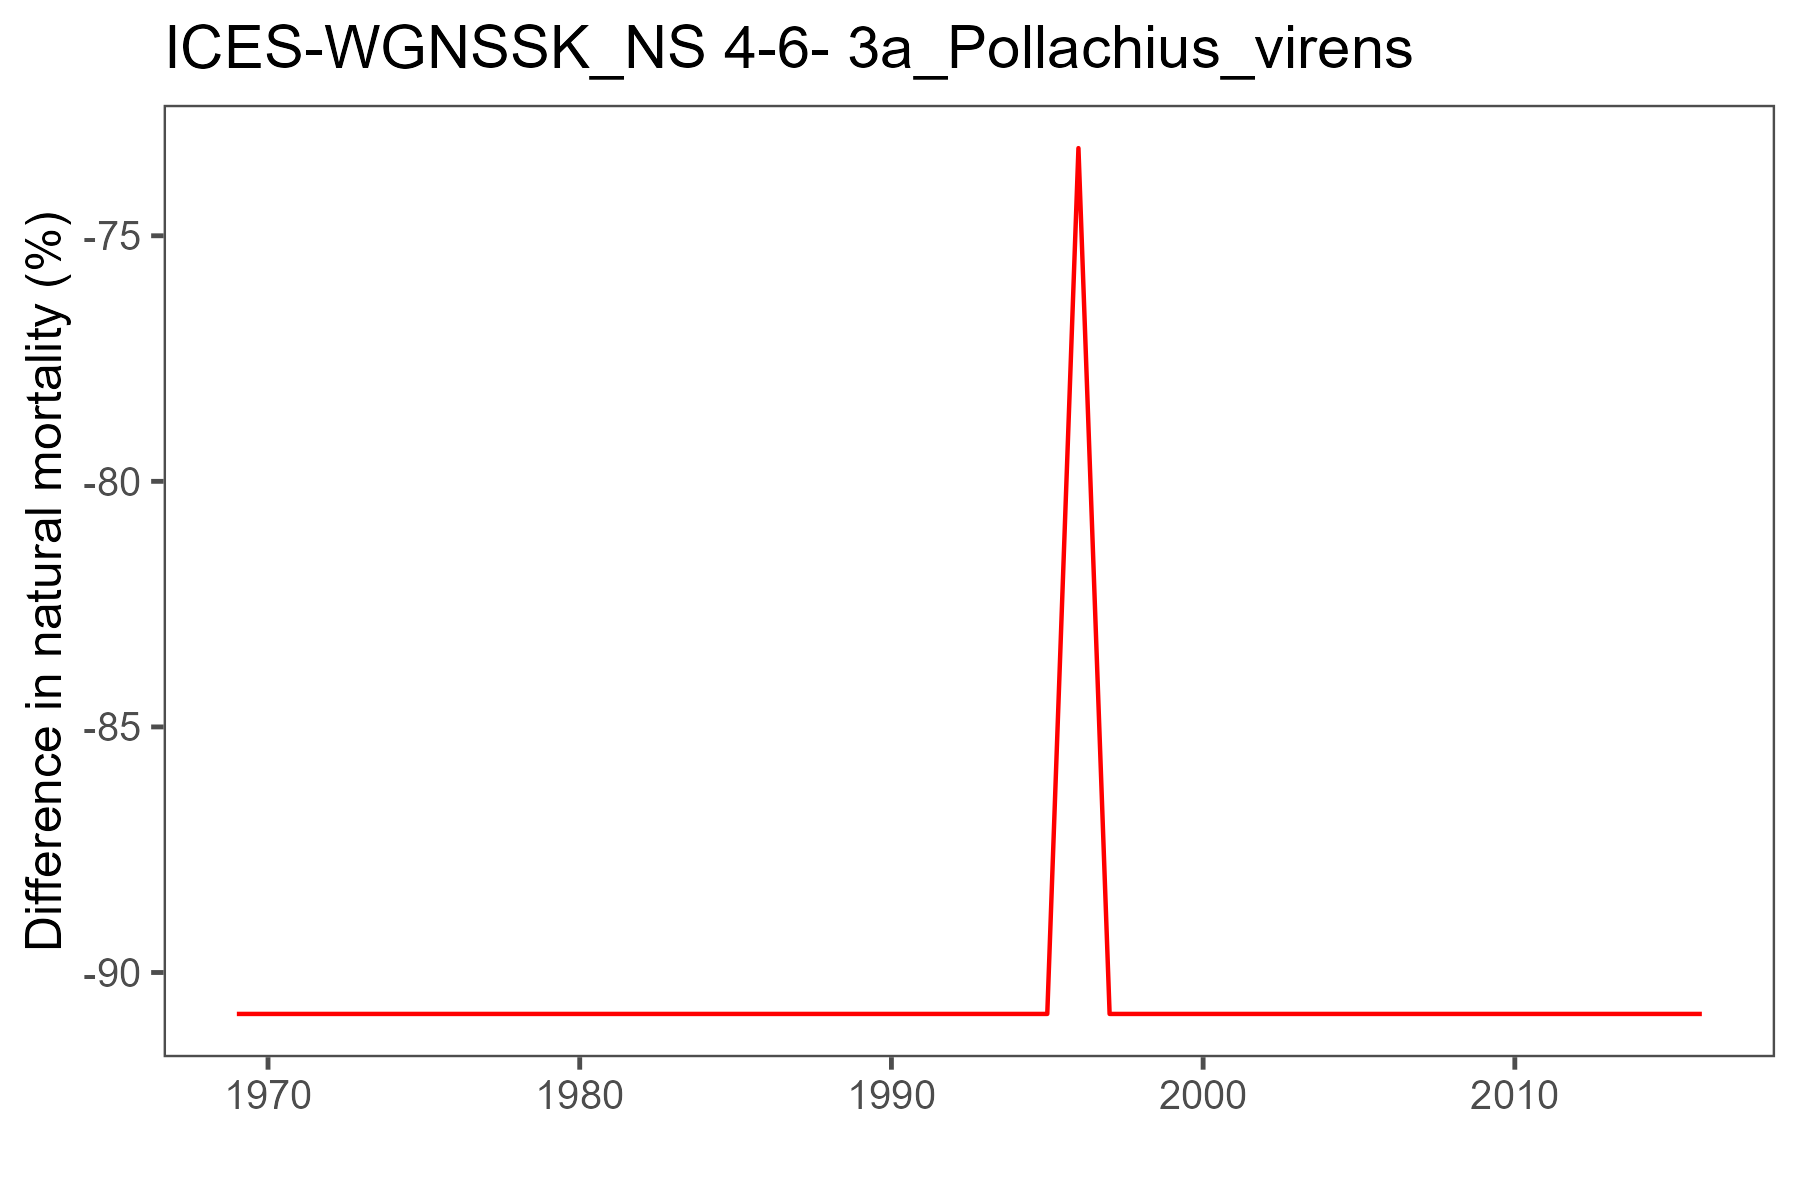 ICES-WGNSSK_NS 4-6- 3a_Pollachius_virens
Difference in natural mortality (%)
-75
-80
-85
-90
1970 1980 1990 2000 2010